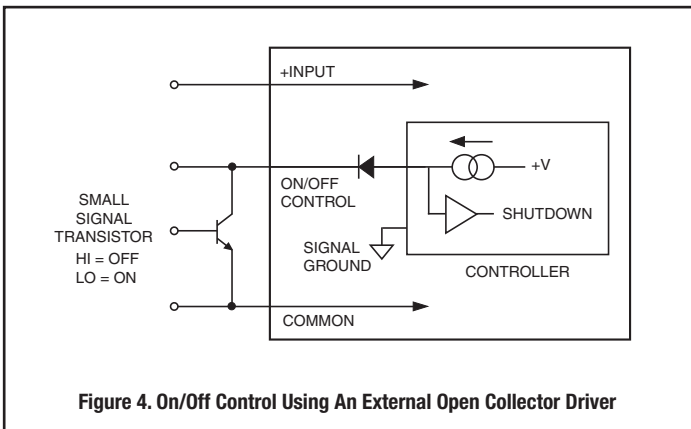 +INPUT
ON/OFF
CONTROL
+V
SHUTDOWN
SMALL
SIGNAL
TRANSISTOR
HI = OFF
LO = ON
SIGNAL
GROUND
CONTROLLER
COMMON
Figure 4. On/Off Control Using An External Open Collector Driver